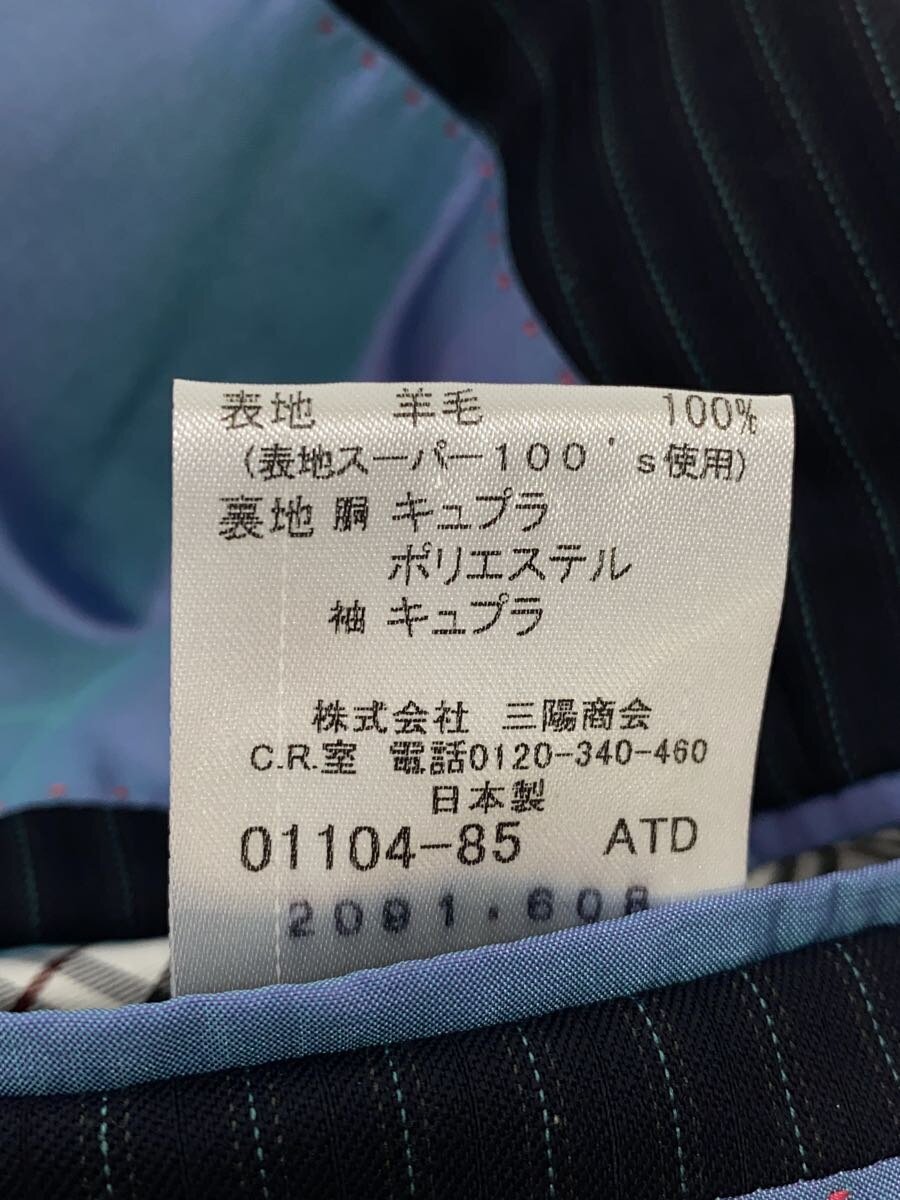 表地 羊毛 100%
(表地スーパー100's使用)
裏地 胴 キュプラ
ポリエステル
袖 キュプラ
株式会社 三陽商会
C.R.室 電話0120-340-460
日本製
01104-85 ATD
2091.608